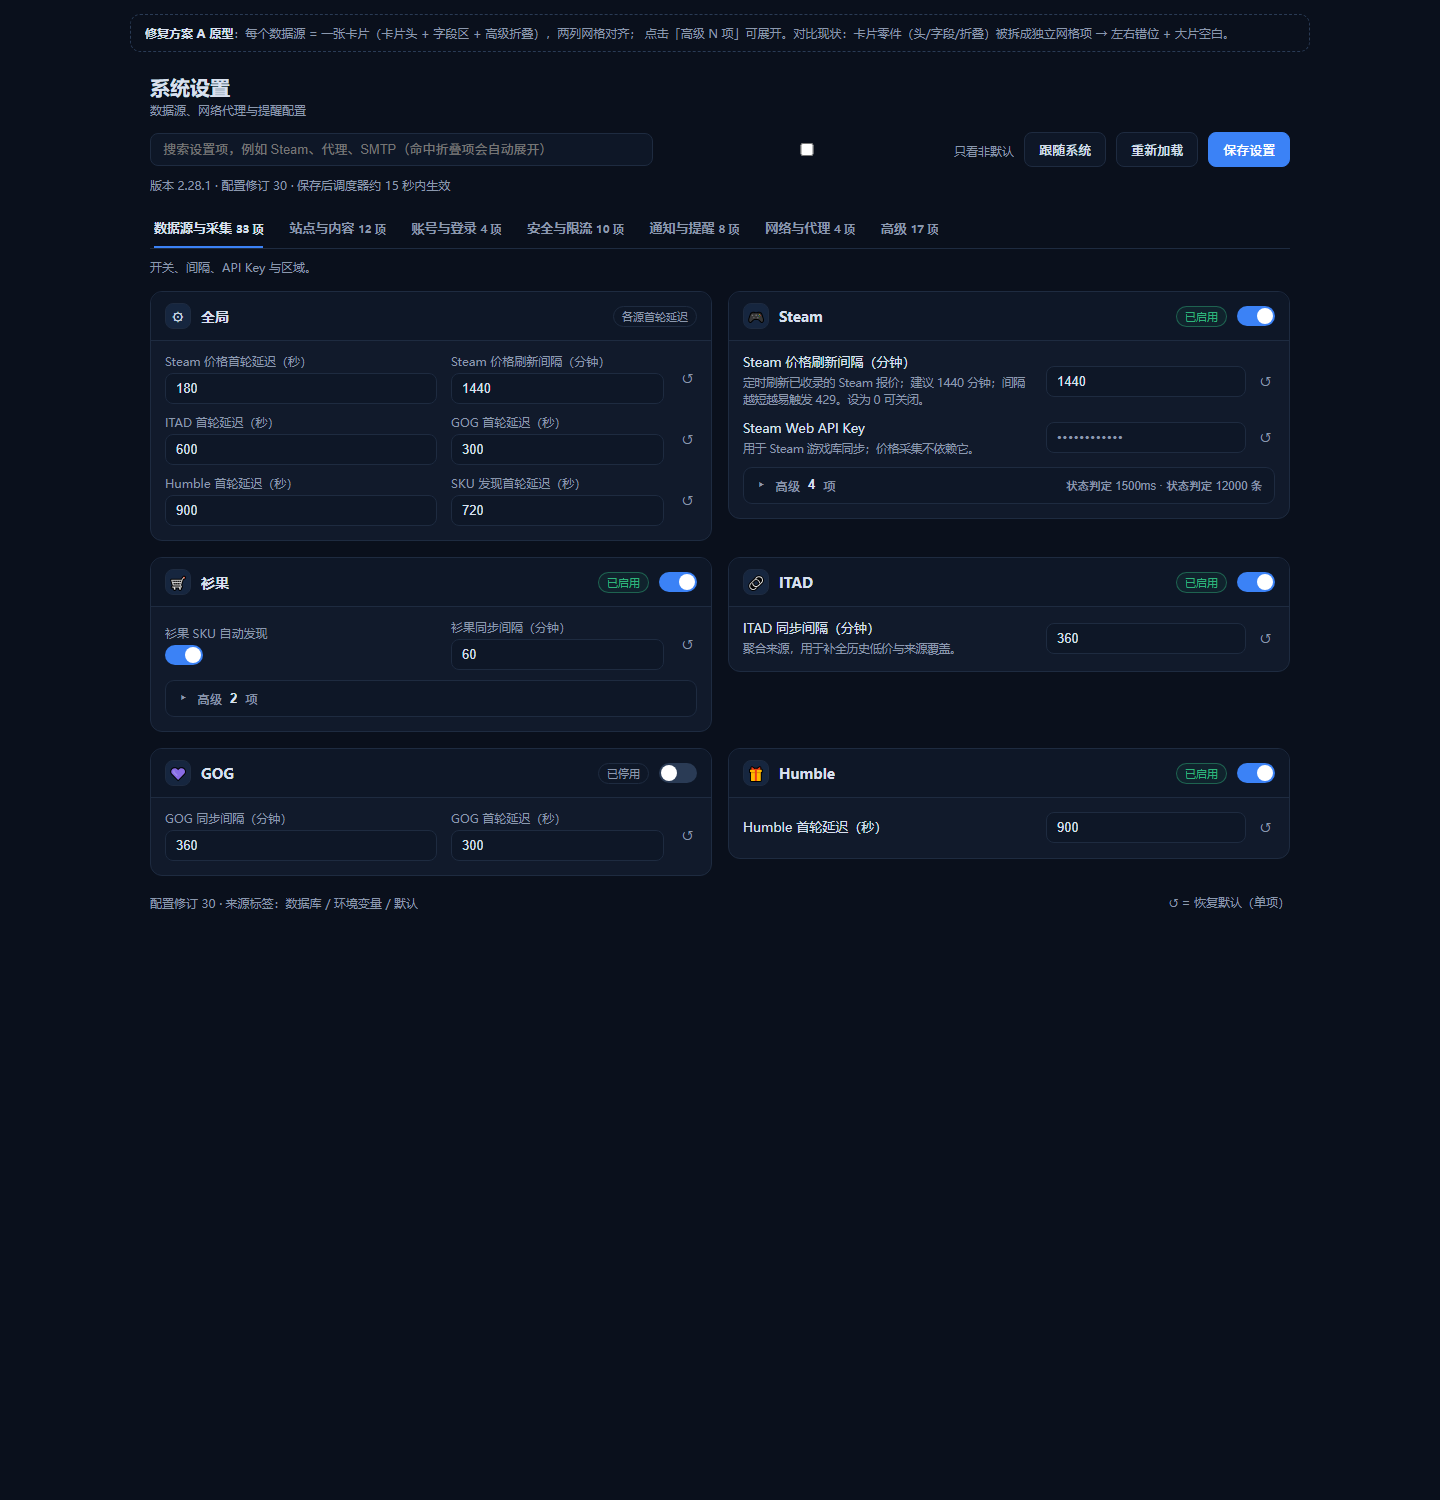 修复方案 A 原型：每个数据源 = 一张卡片（卡片头 + 字段区 + 高级折叠），两列网格对齐； 点击「高级 N 项」可展开。对比现状：卡片零件（头/字段/折叠）被拆成独立网格项 → 左右错位 + 大片空白。
系统设置
数据源、网络代理与提醒配置
搜索设置项，例如 Steam、代理、SMTP（命中折叠项会自动展开）
只看非默认
跟随系统
重新加载
保存设置
版本 2.28.1 · 配置修订 30 · 保存后调度器约 15 秒内生效
数据源与采集 33 项
站点与内容 12 项
账号与登录 4 项
安全与限流 10 项
通知与提醒 8 项
网络与代理 4 项
高级 17 项
开关、间隔、API Key 与区域。
全局
各源首轮延迟
Steam 价格首轮延迟（秒）
180
Steam 价格刷新间隔（分钟）
1440
↺
ITAD 首轮延迟（秒）
600
GOG 首轮延迟（秒）
300
↺
Humble 首轮延迟（秒）
900
SKU 发现首轮延迟（秒）
720
↺
Steam
已启用
Steam 价格刷新间隔（分钟）
定时刷新已收录的 Steam 报价；建议 1440 分钟；间隔
越短越易触发 429。设为 0 可关闭。
1440
↺
Steam Web API Key
用于 Steam 游戏库同步；价格采集不依赖它。
••••••••••••
↺
‣ 高级 4 项
状态判定 1500ms · 状态判定 12000 条
衫果
已启用
衫果 SKU 自动发现
衫果同步间隔（分钟）
60
↺
‣ 高级 2 项
ITAD
已启用
ITAD 同步间隔（分钟）
聚合来源，用于补全历史低价与来源覆盖。
360
↺
GOG
已停用
GOG 同步间隔（分钟）
360
GOG 首轮延迟（秒）
300
↺
Humble
已启用
Humble 首轮延迟（秒）
900
↺
配置修订 30 · 来源标签：数据库 / 环境变量 / 默认
↺ = 恢复默认（单项）